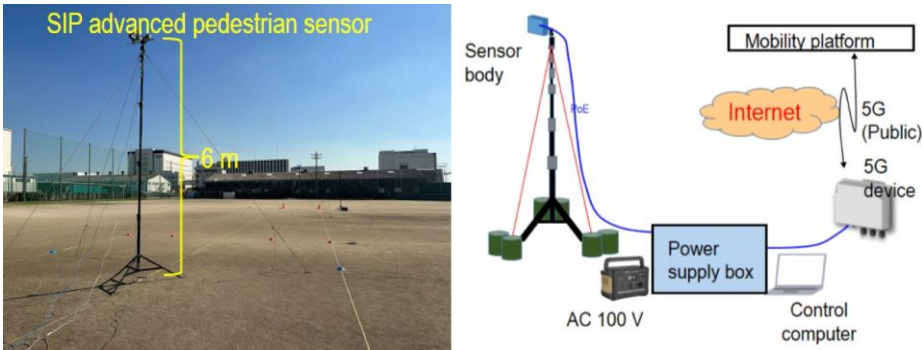 SIP advanced pedestrian sensor
6 m
Sensor
body
PoE
Mobility platform
Internet
5G
(Public)
5G
device
Power
supply box
AC 100 V
Control
computer